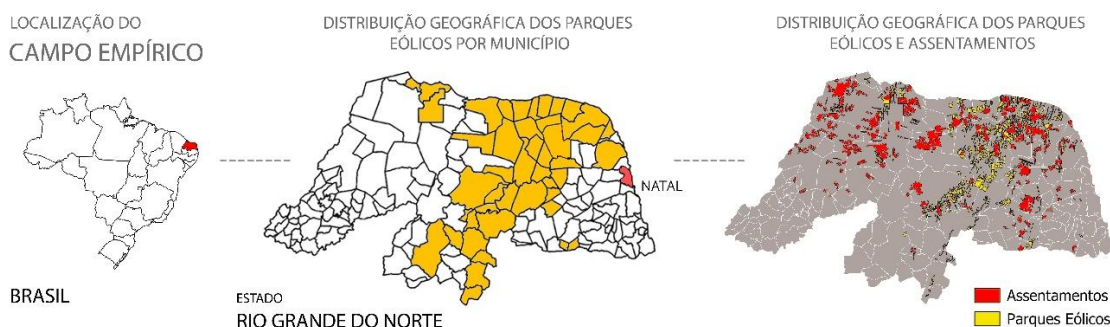 LOCALIZAÇÃO DO
CAMPO EMPÍRICO
BRASIL
DISTRIBUIÇÃO GEOGRÁFICA DOS PARQUES
EÓLICOS POR MUNICÍPIO
NATAL
ESTADO
RIO GRANDE DO NORTE
DISTRIBUIÇÃO GEOGRÁFICA DOS PARQUES
EÓLICOS E ASSENTAMENTOS
Assentamentos
Parques Eólicos